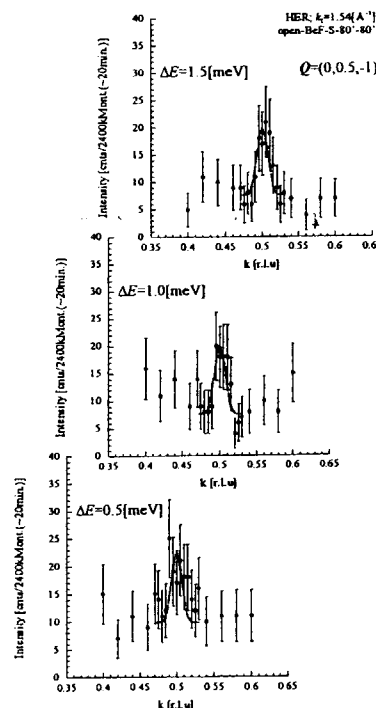 HER; kᵢ=1.54[A⁻¹]
open-BeF-S-80'-80'
ΔE=1.5[meV]
Q=(0,0.5,-1)
Intensity [cnts/2400kMont.(~20min.)]
40
35
30
25
20
15
10
5
0
0.35 0.4 0.45 0.5 0.55 0.6 0.65
k [r.l.u]
ΔE=1.0[meV]
Intensity [cnts/2400kMont.(~20min.)]
40
35
30
25
20
15
10
5
0
0.35 0.4 0.45 0.5 0.55 0.6 0.65
k [r.l.u]
ΔE=0.5[meV]
Intensity [cnts/2400kMont.(~20min.)]
40
35
30
25
20
15
10
5
0
0.35 0.4 0.45 0.5 0.55 0.6 0.65
k [r.l.u]